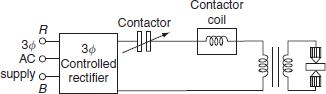 Contactor
coil
Contactor
R
3ϕ
AC
supply
B
3ϕ
Controlled
rectifier